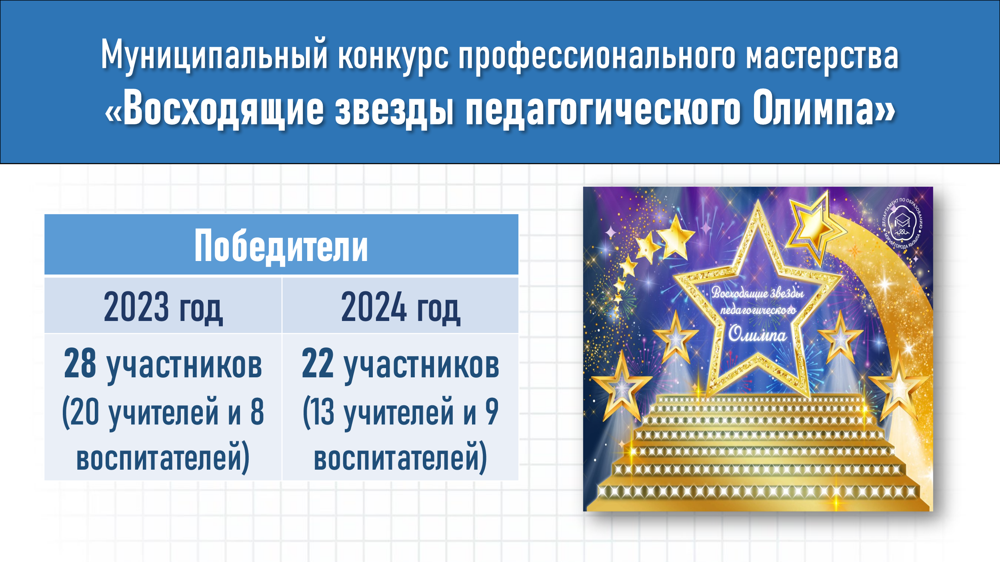 Муниципальный конкурс профессионального мастерства
«Восходящие звезды педагогического Олимпа»
Победители
2023 год
2024 год
28 участников
(20 учителей и 8
воспитателей)
22 участников
(13 учителей и 9
воспитателей)
ДЕПАРТАМЕНТ ПО ОБРАЗОВАНИЮ
МЭРИИ ГОРОДА КЫЗЫЛА
Восходящие звезды
педагогического
Олимпа